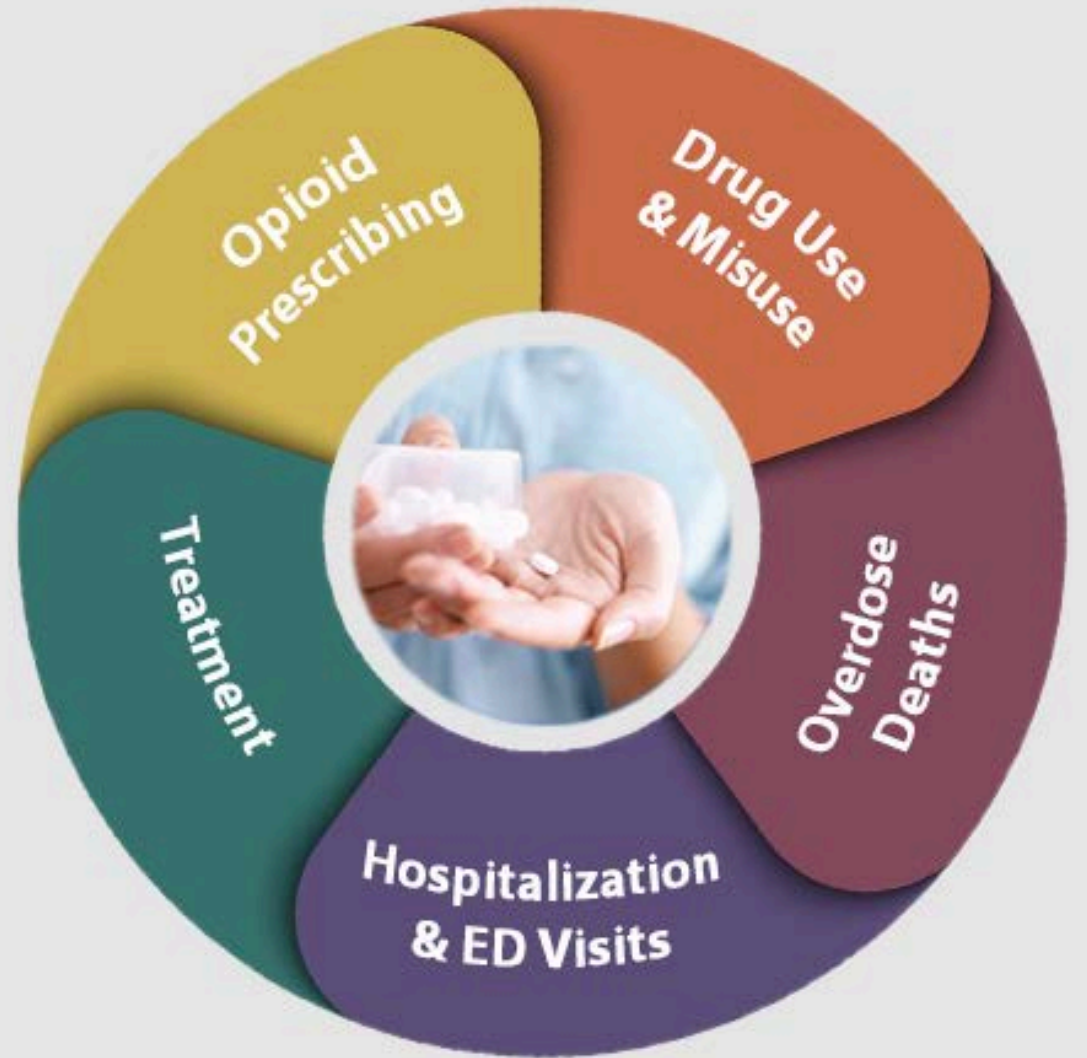 Opioid
Prescribing
Drug Use
& Misuse
Overdose
Deaths
Hospitalization
& ED Visits
Treatment